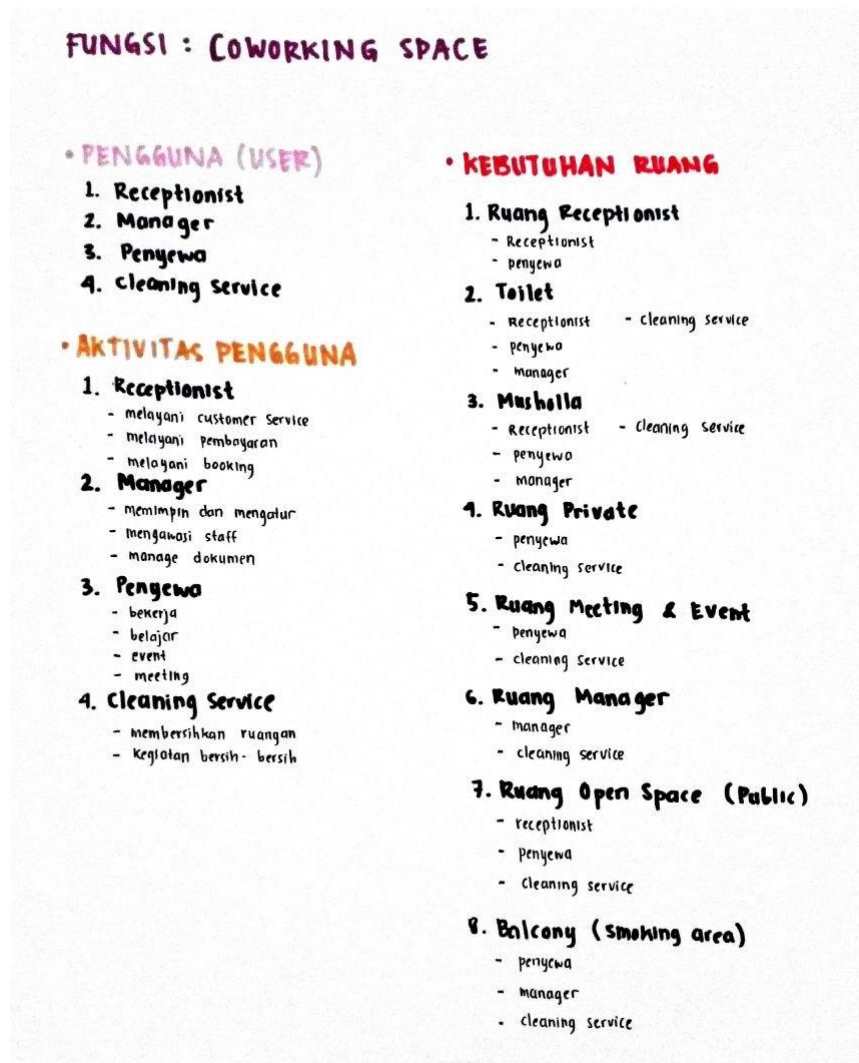 FUNGSI : COWORKING SPACE
• PENGGUNA (USER)
1. Receptionist
2. Manager
3. Penyewa
4. Cleaning Service
• AKTIVITAS PENGGUNA
1. Receptionist
- melayani customer service
- melayani pembayaran
- melayani booking
2. Manager
- memimpin dan mengatur
- mengawasi staff
- manage dokumen
3. Penyewa
- bekerja
- belajar
- event
- meeting
4. Cleaning Service
- membersihkan ruangan
- Kegiatan bersih- bersih
• KEBUTUHAN RUANG
1. Ruang Receptionist
- Receptionist
- penyewa
2. Toilet
- Receptionist - cleaning service
- penyewa
- manager
3. Musholla
- Receptionist - cleaning service
- penyewa
- manager
4. Ruang Private
- penyewa
- cleaning service
5. Ruang Meeting & Event
- penyewa
- cleaning service
6. Ruang Manager
- manager
- cleaning service
7. Ruang Open Space (Public)
- receptionist
- penyewa
- cleaning service
8. Balcony (smoking area)
- penyewa
- manager
- cleaning service